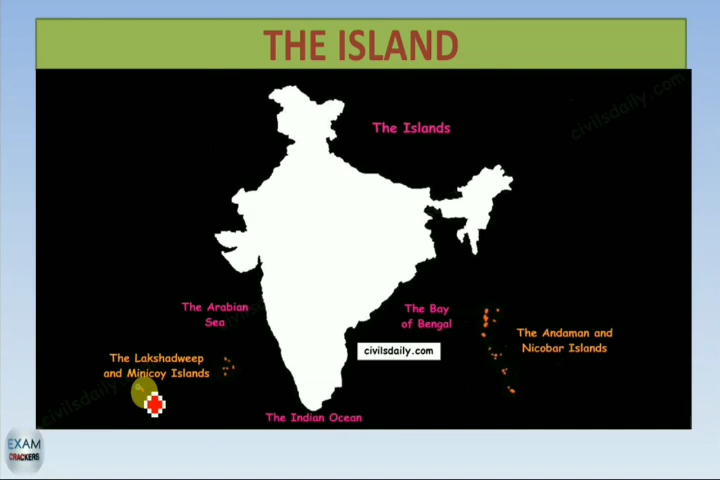 THE ISLAND
civilsdaily.com
The Islands
The Arabian
Sea
The Bay
of Bengal
The Andaman and
Nicobar Islands
civilsdaily.com
The Lakshadweep
and Minicoy Islands
civilsdaily.com
The Indian Ocean
EXAM
CRACKERS